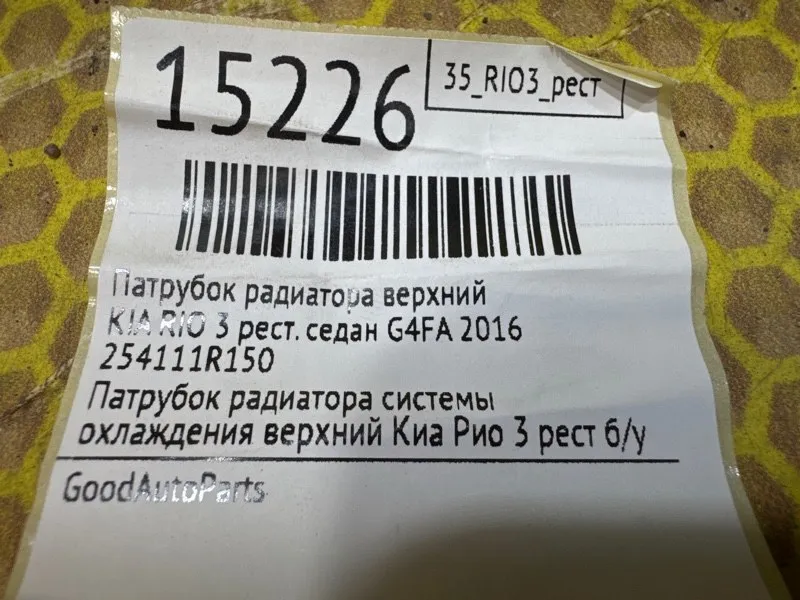 15226
35_RIO3_рест
Патрубок радиатора верхний
KIA RIO 3 рест. седан G4FA 2016
254111R150
Патрубок радиатора системы
охлаждения верхний Киа Рио 3 рест б/у
GoodAutoParts